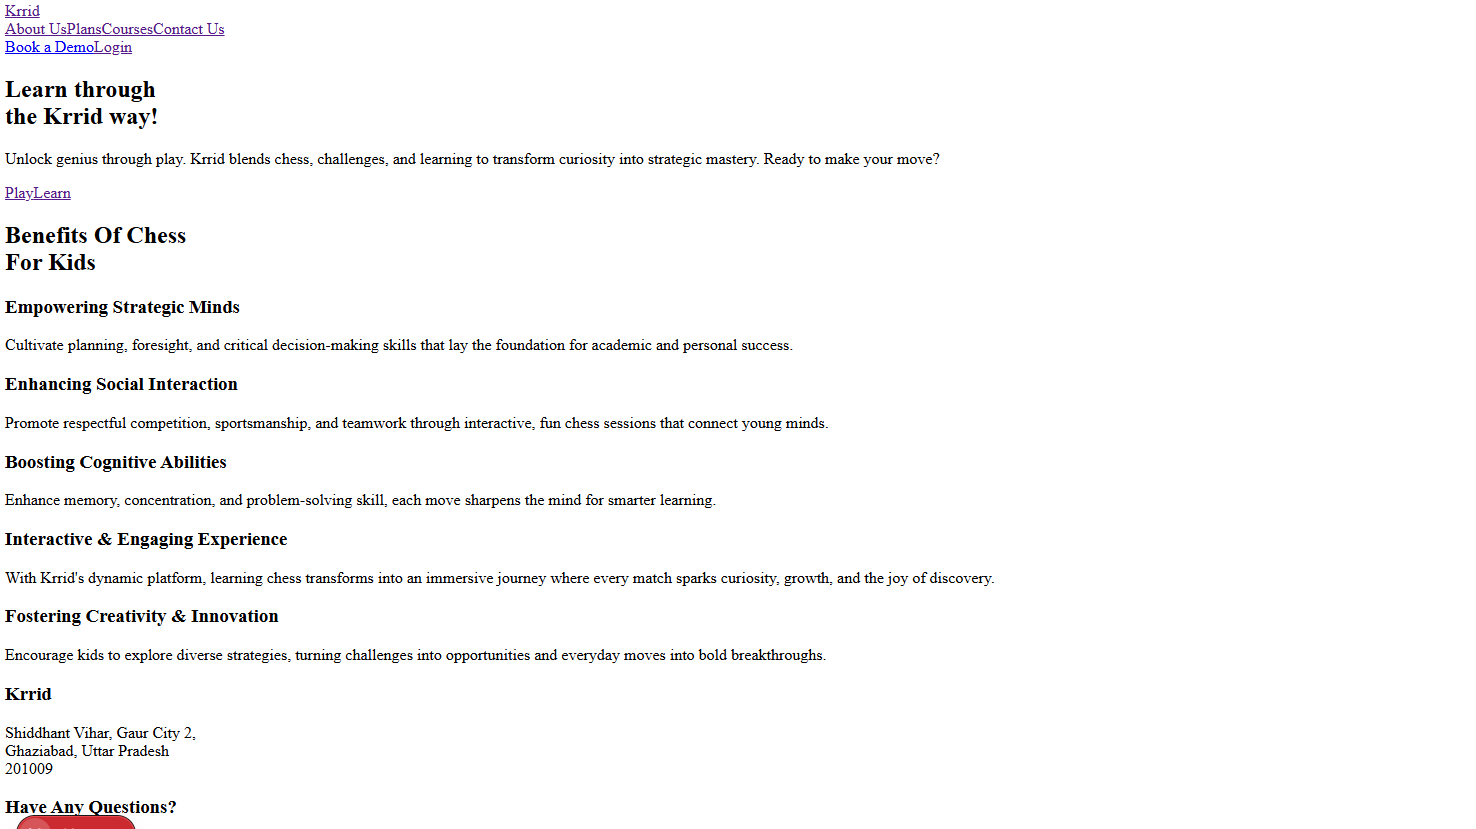 Krrid
About UsPlansCoursesContact Us
Book a DemoLogin
Learn through
the Krrid way!
Unlock genius through play. Krrid blends chess, challenges, and learning to transform curiosity into strategic mastery. Ready to make your move?
PlayLearn
Benefits Of Chess
For Kids
Empowering Strategic Minds
Cultivate planning, foresight, and critical decision-making skills that lay the foundation for academic and personal success.
Enhancing Social Interaction
Promote respectful competition, sportsmanship, and teamwork through interactive, fun chess sessions that connect young minds.
Boosting Cognitive Abilities
Enhance memory, concentration, and problem-solving skill, each move sharpens the mind for smarter learning.
Interactive & Engaging Experience
With Krrid's dynamic platform, learning chess transforms into an immersive journey where every match sparks curiosity, growth, and the joy of discovery.
Fostering Creativity & Innovation
Encourage kids to explore diverse strategies, turning challenges into opportunities and everyday moves into bold breakthroughs.
Krrid
Shiddhant Vihar, Gaur City 2,
Ghaziabad, Uttar Pradesh
201009
Have Any Questions?